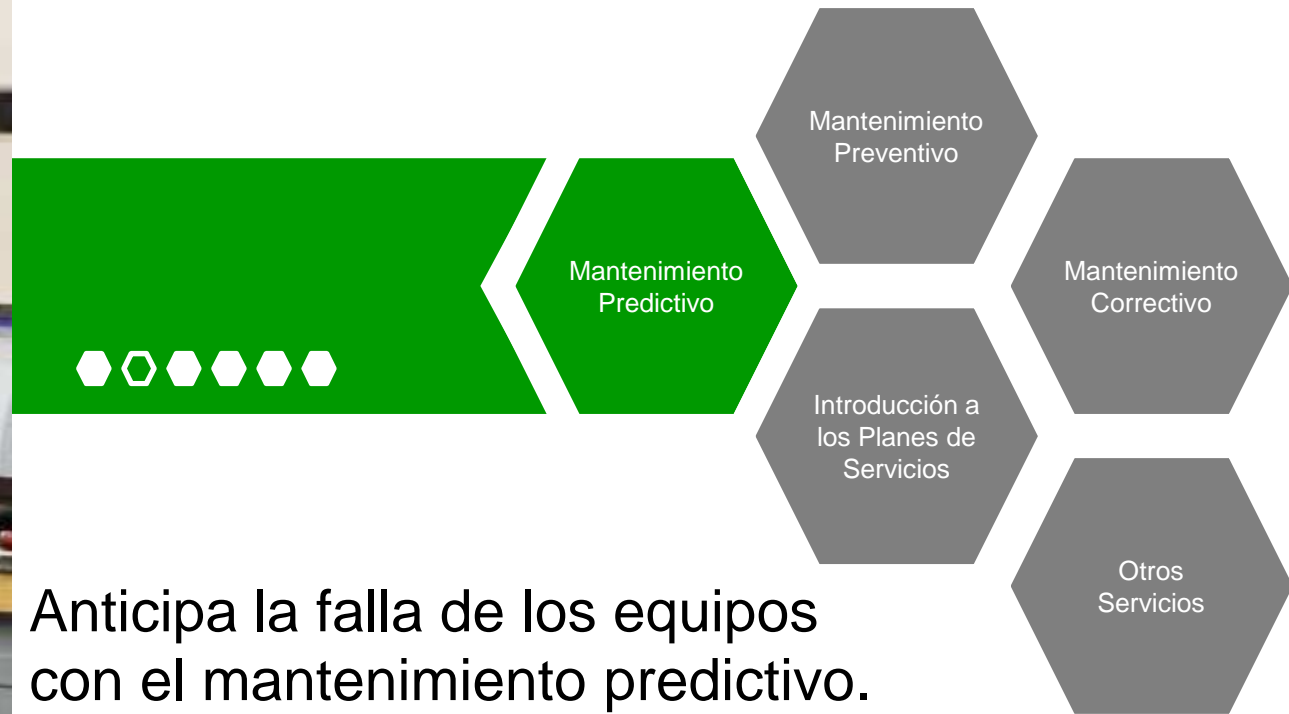 Mantenimiento
Preventivo
Mantenimiento
Predictivo
Mantenimiento
Correctivo
Introducción a
los Planes de
Servicios
Otros
Servicios
Anticipa la falla de los equipos
con el mantenimiento predictivo.